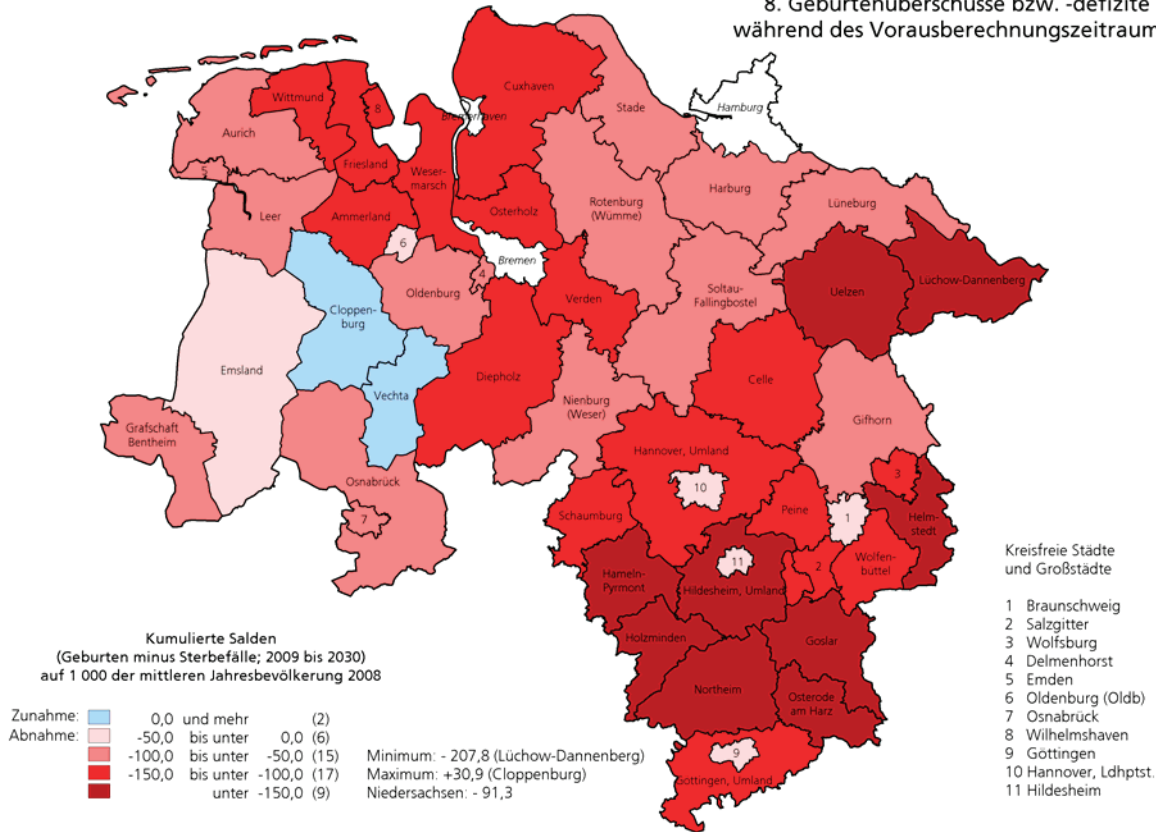 8. Geburtenüberschüsse bzw. -defizite
während des Vorausberechnungszeitraum
Cuxhaven
Stade
Hamburg
Wittmund
8
Bremerhaven
Aurich
5
Friesland
Weser-
marsch
Leer
Ammerland
Osterholz
Rotenburg
(Wümme)
Harburg
Lüneburg
6
Bremen
4
Oldenburg
Verden
Soltau-
Fallingbostel
Uelzen
Lüchow-Dannenberg
Cloppen-
burg
Emsland
Vechta
Diepholz
Nienburg
(Weser)
Celle
Gifhorn
Grafschaft
Bentheim
Osnabrück
7
Hannover, Umland
10
3
Schaumburg
Peine
1
Helm-
stedt
2
Wolfen-
büttel
Hameln-
Pyrmont
11
Hildesheim, Umland
Holzminden
Goslar
Northeim
Osterode
am Harz
9
Göttingen, Umland
Kreisfreie Städte
und Großstädte
1 Braunschweig
2 Salzgitter
3 Wolfsburg
4 Delmenhorst
5 Emden
6 Oldenburg (Oldb)
7 Osnabrück
8 Wilhelmshaven
9 Göttingen
10 Hannover, Ldhptst.
11 Hildesheim
Kumulierte Salden
(Geburten minus Sterbefälle; 2009 bis 2030)
auf 1 000 der mittleren Jahresbevölkerung 2008
Zunahme: 0,0 und mehr (2)
Abnahme: -50,0 bis unter 0,0 (6)
-100,0 bis unter -50,0 (15) Minimum: - 207,8 (Lüchow-Dannenberg)
-150,0 bis unter -100,0 (17) Maximum: +30,9 (Cloppenburg)
unter -150,0 (9) Niedersachsen: - 91,3